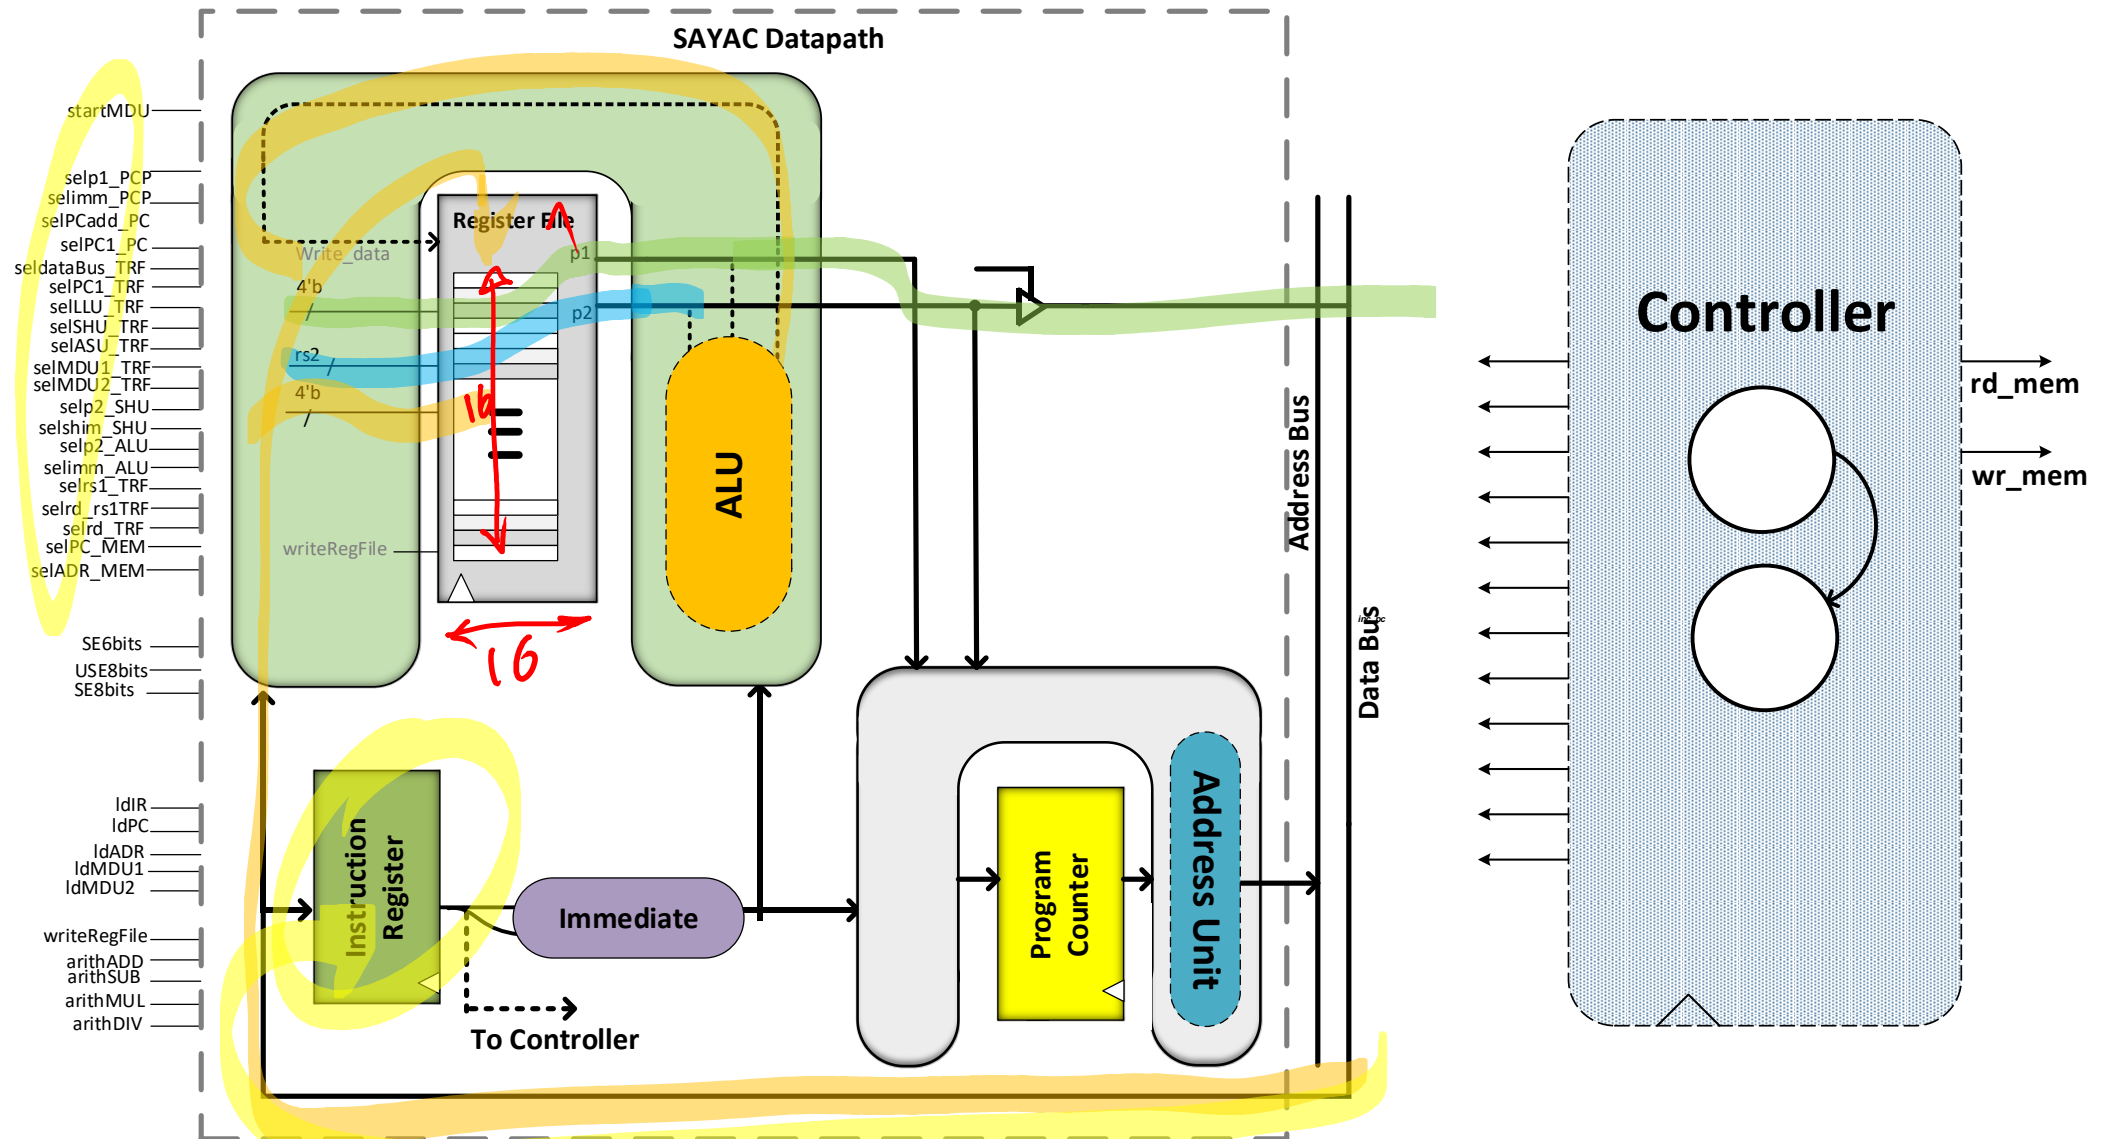 SAYAC Datapath
startMDU
selp1_PCP
selimm_PCP
selPCadd_PC
selPC1_PC
seldataBus_TRF
selPC1_TRF
selLLU_TRF
selSHU_TRF
selASU_TRF
selMDU1_TRF
selMDU2_TRF
selp2_SHU
selshim_SHU
selp2_ALU
selimm_ALU
selrs1_TRF
selrd_rs1TRF
selrd_TRF
selPC_MEM
selADR_MEM
SE6bits
USE8bits
SE8bits
ldIR
ldPC
ldADR
ldMDU1
ldMDU2
writeRegFile
arithADD
arithSUB
arithMUL
arithDIV
Register File
Write_data
p1
4'b
p2
rs2
4'b
16
writeRegFile
16
ALU
Instruction
Register
Immediate
To Controller
Program
Counter
Address Unit
Address Bus
Data Bus
inc_pc
Controller
rd_mem
wr_mem